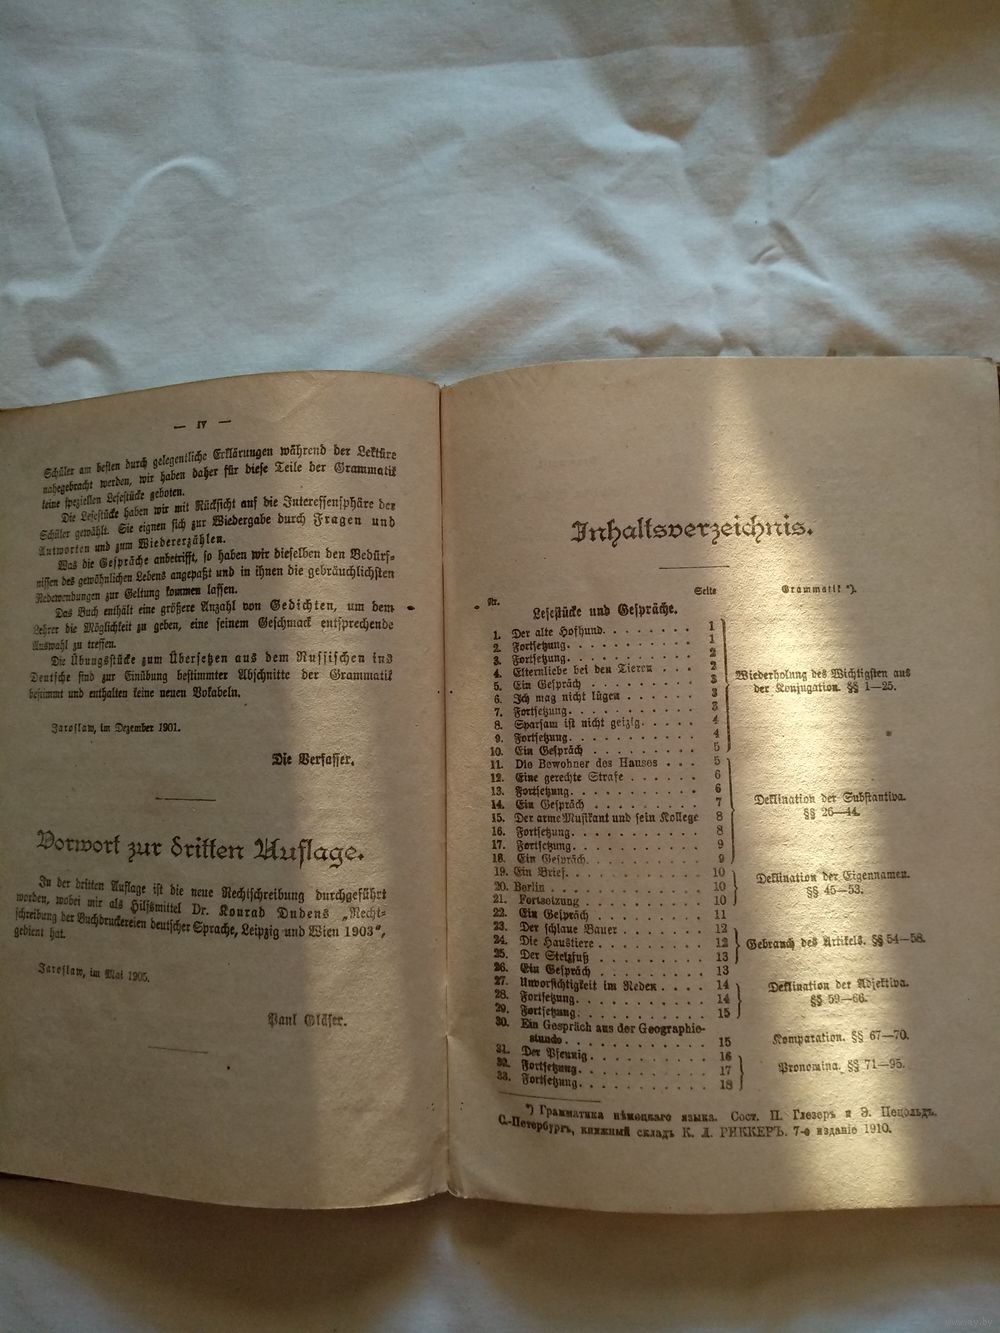 — IV —
Schüler am besten durch gelegentliche Erklärungen während der Lektüre
nahegebracht werden, wir haben daher für diese Teile der Grammatik
keine speziellen Lesestücke geboten.
Die Lesestücke haben wir mit Rücksicht auf die Interessensphäre der
Schüler gewählt. Sie eignen sich zur Wiedergabe durch Fragen und
Antworten und zum Wiedererzählen.
Was die Gespräche anbetrifft, so haben wir dieselben den Bedürf-
nissen des gewöhnlichen Lebens angepaßt und in ihnen die gebräuchlichsten
Redewendungen zur Geltung kommen lassen.
Das Buch enthält eine größere Anzahl von Gedichten, um dem
Lehrer die Möglichkeit zu geben, eine seinem Geschmack entsprechende
Auswahl zu treffen.
Die Übungsstücke zum Übersetzen aus dem Russischen ins
Deutsche sind zur Einübung bestimmter Abschnitte der Grammatik
bestimmt und enthalten keine neuen Vokabeln.
Jaroslaw, im Dezember 1901.
Die Verfasser.
Vorwort zur dritten Auflage.
In der dritten Auflage ist die neue Rechtschreibung durchgeführt
worden, wobei mir als Hilfsmittel Dr. Konrad Dudens „Recht-
schreibung der Buchdruckereien deutscher Sprache, Leipzig und Wien 1903",
gedient hat.
Jaroslaw, im Mai 1905.
Paul Gläser.
Inhaltsverzeichnis.
Nr. Seite Grammatik *).
Lesestücke und Gespräche.
1. Der alte Hofhund. . . . . . . . 1
2. Fortsetzung. . . . . . . . . . 1
3. Fortsetzung. . . . . . . . . . 2
4. Elternliebe bei den Tieren . . . 2
5. Ein Gespräch . . . . . . . . . 3
6. Ich mag nicht lügen . . . . . . 3
7. Fortsetzung. . . . . . . . . . 3
8. Sparsam ist nicht geizig. . . . . 4
9. Fortsetzung. . . . . . . . . . 4
10. Ein Gespräch . . . . . . . . . 5
Wiederholung des Wichtigsten aus
der Konjugation. §§ 1—25.
11. Die Bewohner des Hauses . . . 5
12. Eine gerechte Strafe . . . . . . 6
13. Fortsetzung. . . . . . . . . . 6
14. Ein Gespräch . . . . . . . . . 7
15. Der arme Musikant und sein Kollege 8
16. Fortsetzung. . . . . . . . . . 8
17. Fortsetzung. . . . . . . . . . 9
18. Ein Gespräch. . . . . . . . . . 9
Deklination der Substantiva.
§§ 26—44.
19. Ein Brief. . . . . . . . . . . 10
20. Berlin . . . . . . . . . . . . 10
21. Fortsetzung . . . . . . . . . . 10
Deklination der Eigennamen.
§§ 45—53.
22. Ein Gespräch . . . . . . . . . 11
23. Der schlaue Bauer . . . . . . . 12
24. Die Haustiere . . . . . . . . . 12
25. Der Stelzfuß . . . . . . . . . 13
Gebrauch des Artikels. §§ 54—58.
26. Ein Gespräch . . . . . . . . . 13
27. Unvorsichtigkeit im Reden . . . . 14
28. Fortsetzung. . . . . . . . . . 14
29. Fortsetzung. . . . . . . . . . 15
Deklination der Adjektiva.
§§ 59—66.
30. Ein Gespräch aus der Geographie-
stunde. . . . . . . . . . . 15
Komparation. §§ 67—70.
31. Der Pfennig. . . . . . . . . . 16
32. Fortsetzung. . . . . . . . . . 17
33. Fortsetzung. . . . . . . . . . 18
Pronomina. §§ 71—95.
*) Грамматика нѣмецкаго языка. Сост. П. Глезеръ и Э. Пецольдъ.
С.-Петербургъ, книжный складъ К. Л. РИККЕРЪ. 7-е изданіе 1910.